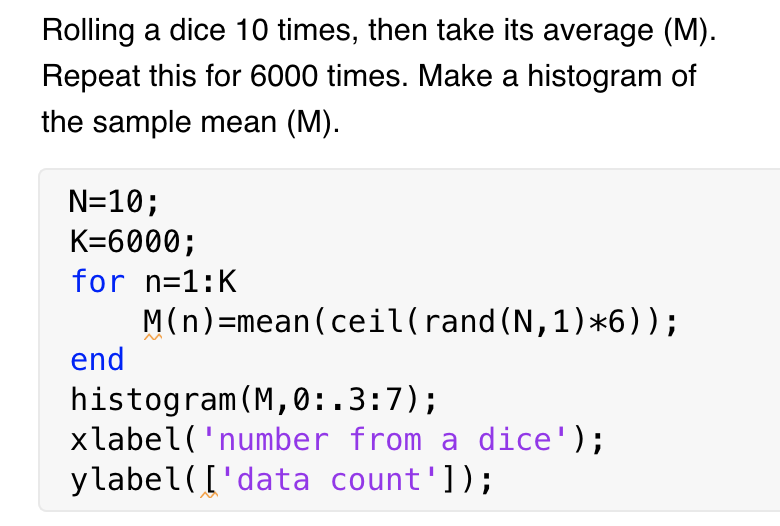 Rolling a dice 10 times, then take its average (M).
Repeat this for 6000 times. Make a histogram of
the sample mean (M).
N=10;
K=6000;
for n=1:K
    M(n)=mean(ceil(rand(N,1)*6));
end
histogram(M,0:.3:7);
xlabel('number from a dice');
ylabel(['data count']);